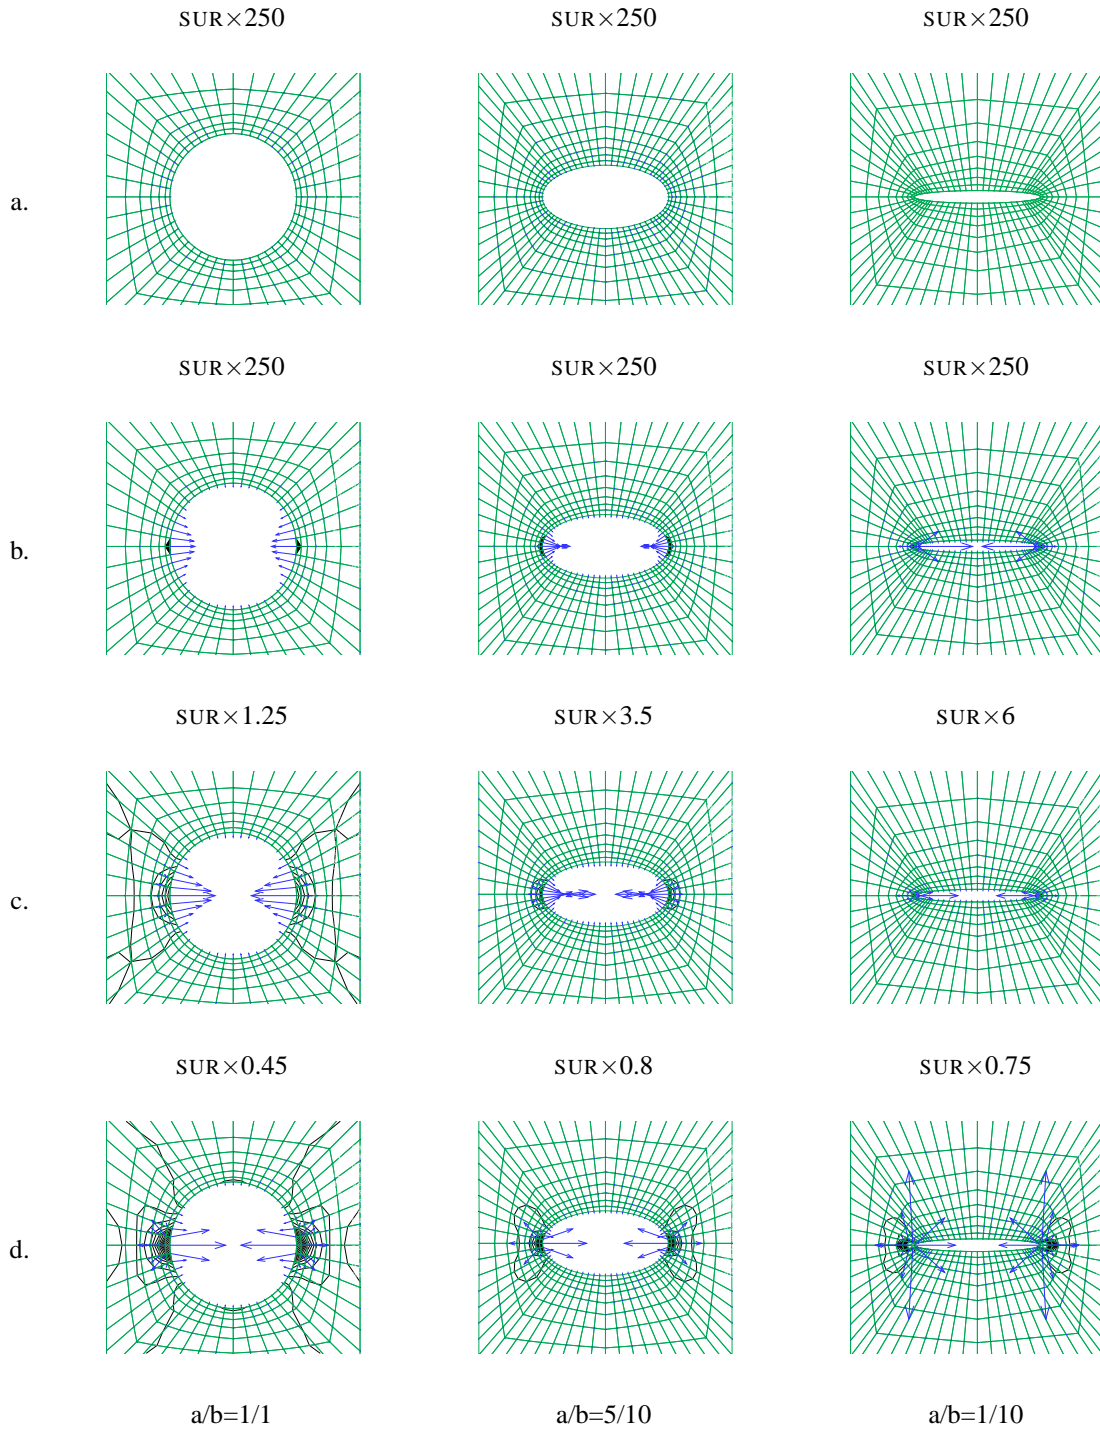 SUR×250 SUR×250 SUR×250
a.
SUR×250 SUR×250 SUR×250
b.
SUR×1.25 SUR×3.5 SUR×6
c.
SUR×0.45 SUR×0.8 SUR×0.75
d.
a/b=1/1 a/b=5/10 a/b=1/10